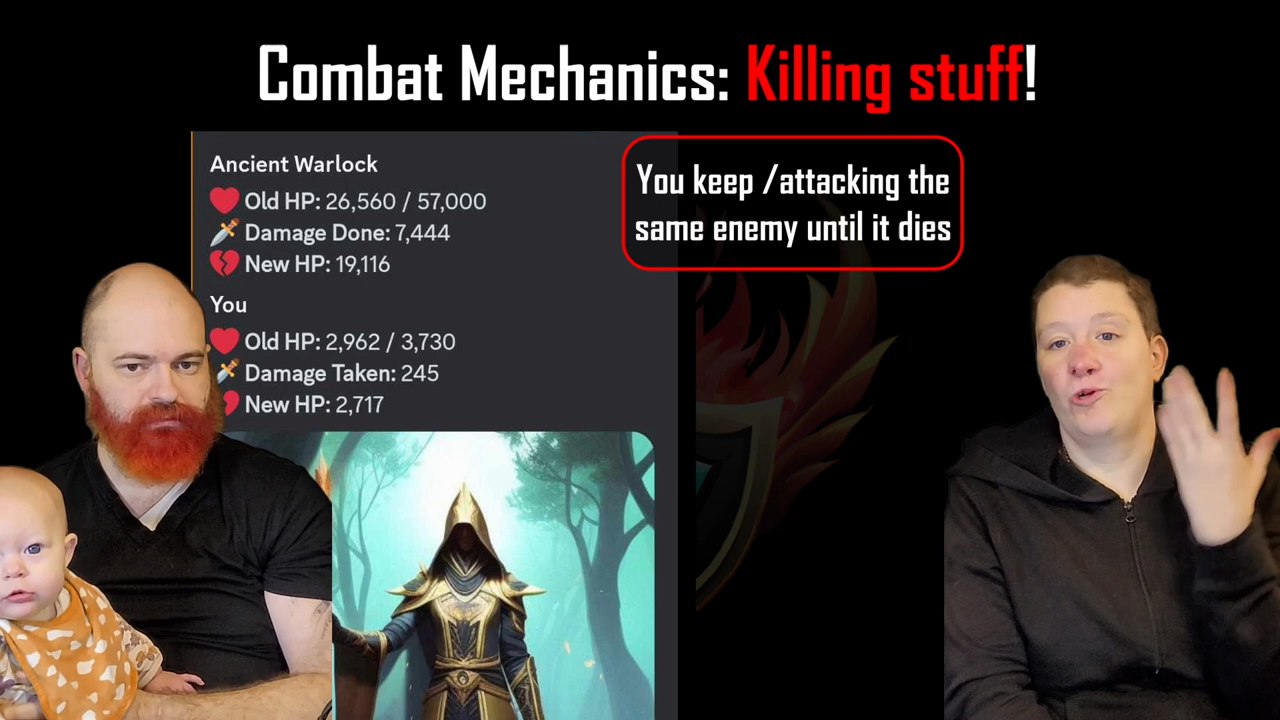 Combat Mechanics: Killing stuff!
Ancient Warlock
Old HP: 26,560 / 57,000
Damage Done: 7,444
New HP: 19,116
You
Old HP: 2,962 / 3,730
Damage Taken: 245
New HP: 2,717
You keep /attacking the
same enemy until it dies